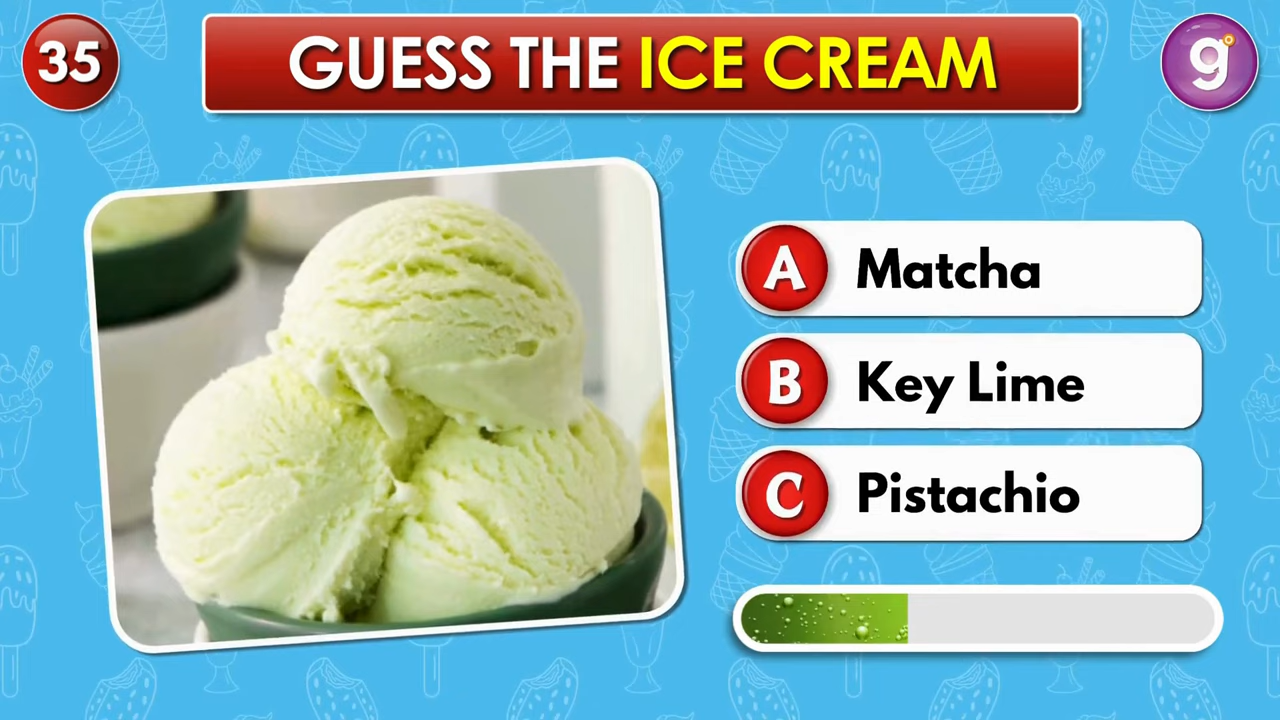 35
GUESS THE ICE CREAM
g
A Matcha
B Key Lime
C Pistachio